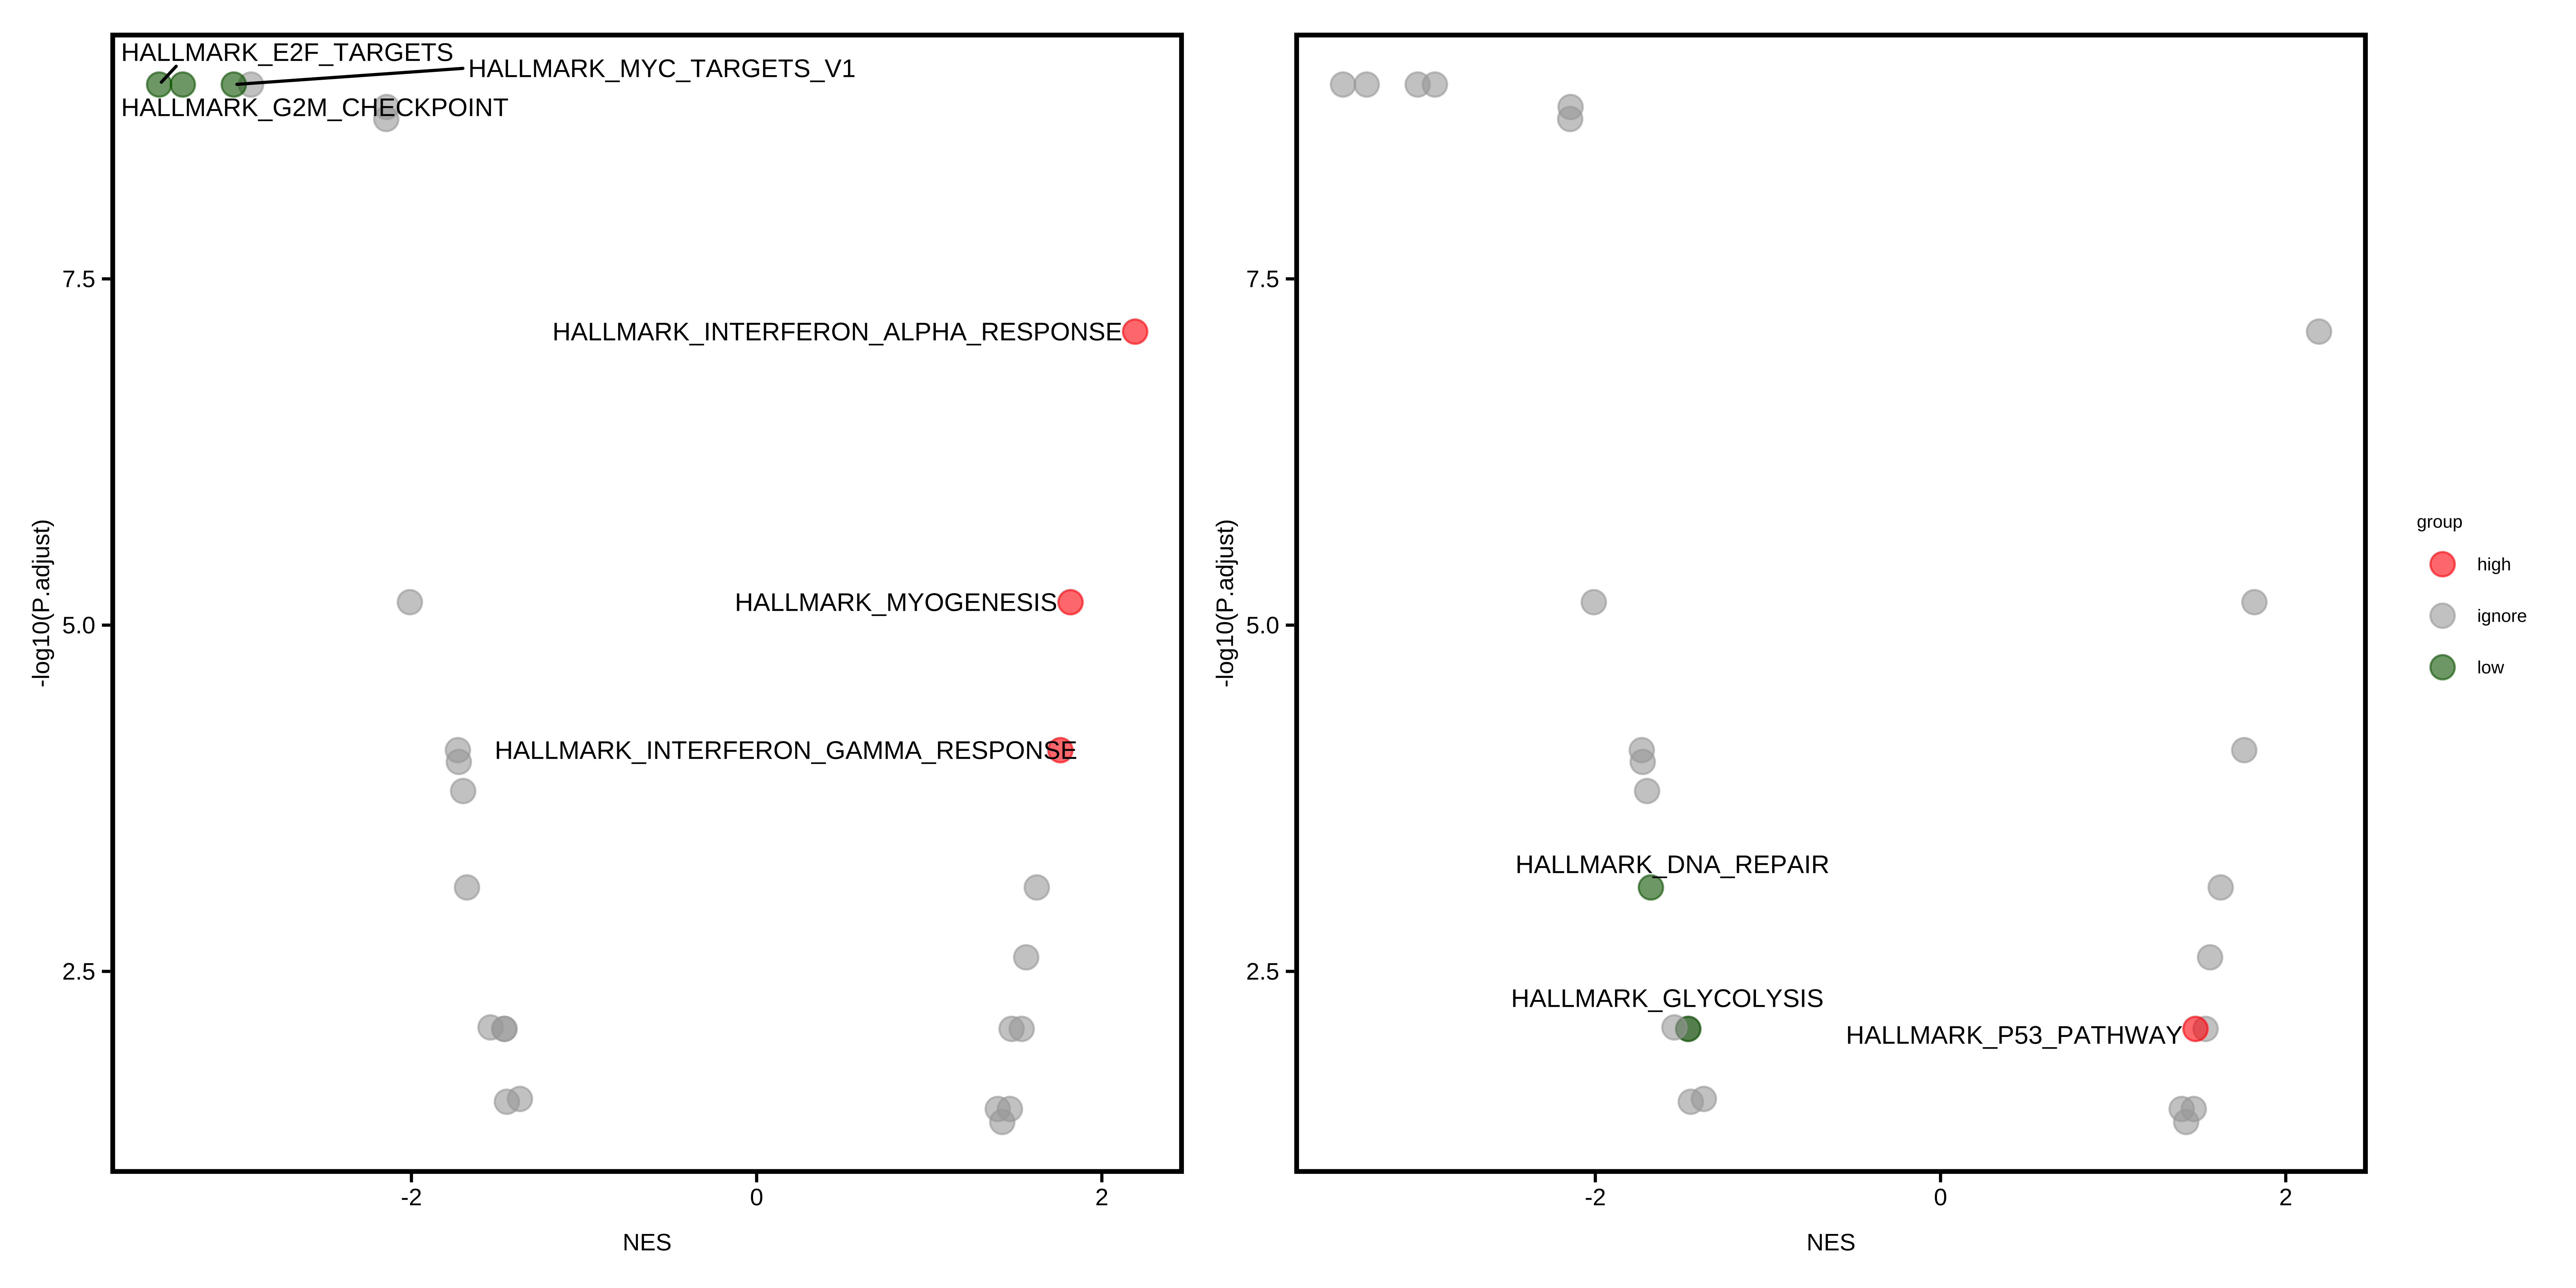 HALLMARK_E2F_TARGETS
HALLMARK_MYC_TARGETS_V1
HALLMARK_G2M_CHECKPOINT
7.5
HALLMARK_INTERFERON_ALPHA_RESPONSE
-log10(P.adjust)
HALLMARK_MYOGENESIS
5.0
HALLMARK_INTERFERON_GAMMA_RESPONSE
2.5
-2
0
2
NES
7.5
-log10(P.adjust)
5.0
HALLMARK_DNA_REPAIR
2.5
HALLMARK_GLYCOLYSIS
HALLMARK_P53_PATHWAY
-2
0
2
NES
group
high
ignore
low